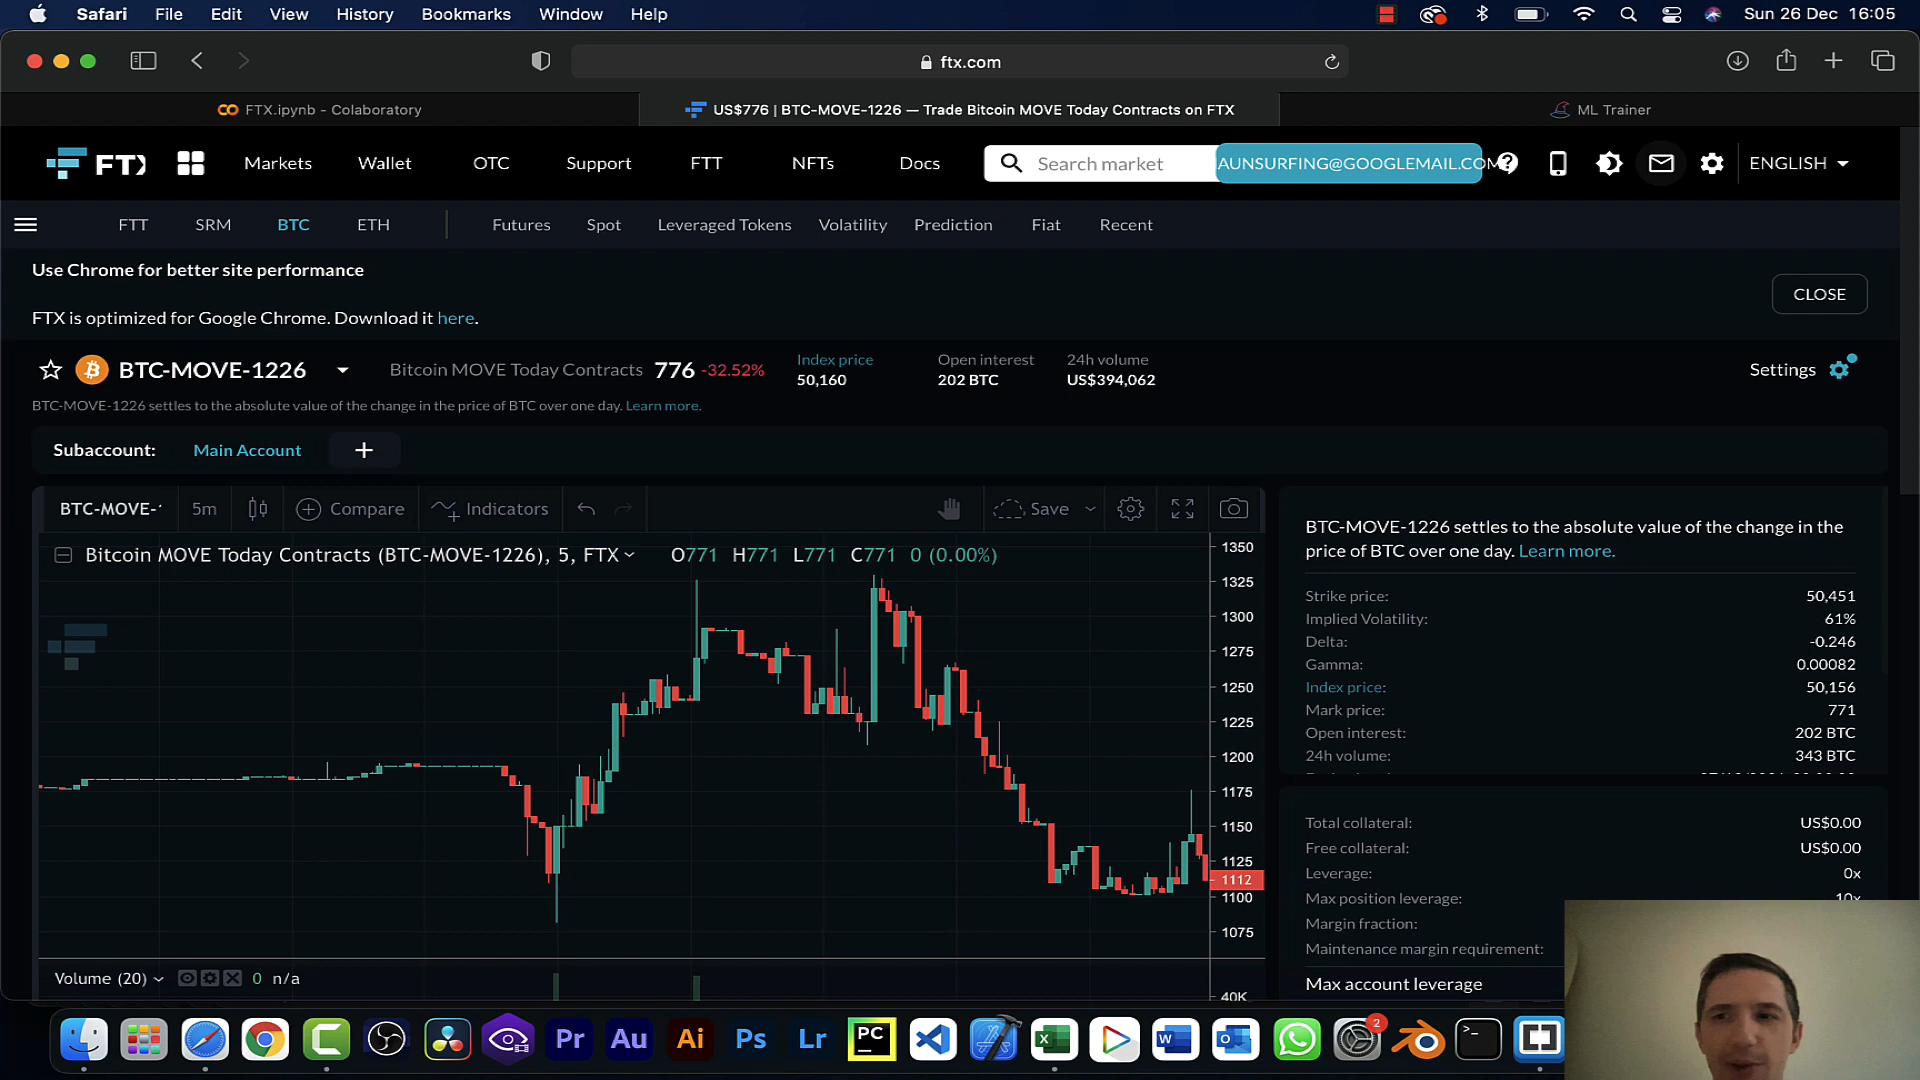 Safari File Edit View History Bookmarks Window Help Sun 26 Dec 16:05
ftx.com
FTX.ipynb - Colaboratory
US$776 | BTC-MOVE-1226 — Trade Bitcoin MOVE Today Contracts on FTX
ML Trainer
FTX Markets Wallet OTC Support FTT NFTs Docs Search market AUNSURFING@GOOGLEMAIL.COM ENGLISH
FTT SRM BTC ETH Futures Spot Leveraged Tokens Volatility Prediction Fiat Recent
Use Chrome for better site performance
CLOSE
FTX is optimized for Google Chrome. Download it here.
BTC-MOVE-1226 Bitcoin MOVE Today Contracts 776 -32.52%
Index price
50,160
Open interest
202 BTC
24h volume
US$394,062
Settings
BTC-MOVE-1226 settles to the absolute value of the change in the price of BTC over one day. Learn more.
Subaccount: Main Account +
BTC-MOVE- 5m Compare Indicators Save
Bitcoin MOVE Today Contracts (BTC-MOVE-1226), 5, FTX O771 H771 L771 C771 0 (0.00%)
1350
1325
1300
1275
1250
1225
1200
1175
1150
1125
1112
1100
1075
Volume (20) 0 n/a
40K
BTC-MOVE-1226 settles to the absolute value of the change in the
price of BTC over one day. Learn more.
Strike price: 50,451
Implied Volatility: 61%
Delta: -0.246
Gamma: 0.00082
Index price: 50,156
Mark price: 771
Open interest: 202 BTC
24h volume: 343 BTC
Total collateral: US$0.00
Free collateral: US$0.00
Leverage: 0x
Max position leverage: 10x
Margin fraction:
Maintenance margin requirement:
Max account leverage
Pr Au Ai Ps Lr PC X W O 2